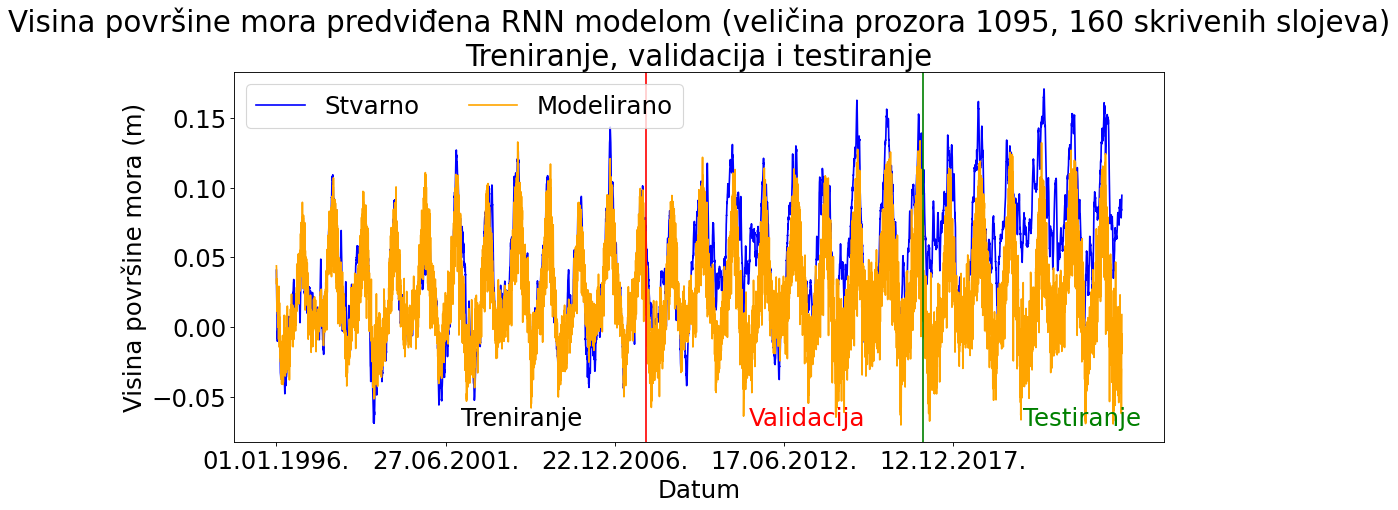 Visina površine mora predviđena RNN modelom (veličina prozora 1095, 160 skrivenih slojeva)
Treniranje, validacija i testiranje
Stvarno Modelirano
Visina površine mora (m)
0.15
0.10
0.05
0.00
−0.05
Treniranje Validacija Testiranje
01.01.1996. 27.06.2001. 22.12.2006. 17.06.2012. 12.12.2017.
Datum